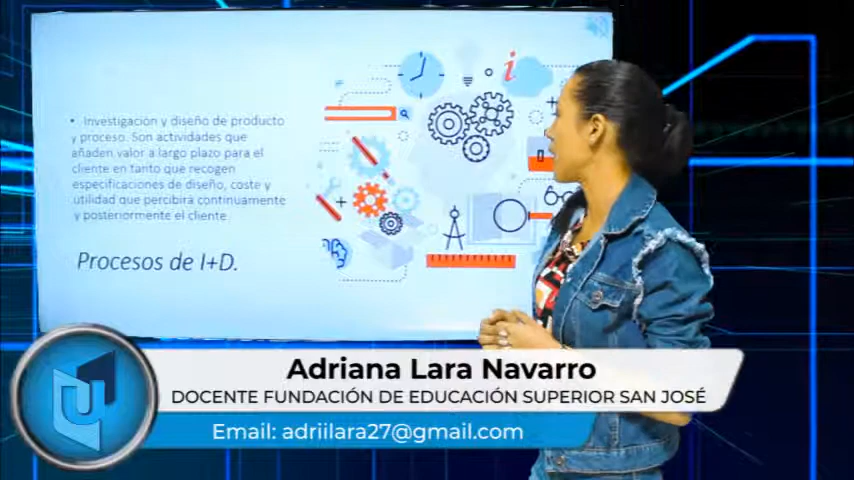 • Investigación y diseño de producto
y proceso. Son actividades que
añaden valor a largo plazo para el
cliente en tanto que recogen
especificaciones de diseño, coste y
utilidad que percibirá continuamente
y posteriormente el cliente
Procesos de I+D.
i
Adriana Lara Navarro
DOCENTE FUNDACIÓN DE EDUCACIÓN SUPERIOR SAN JOSÉ
Email: adriilara27@gmail.com
U